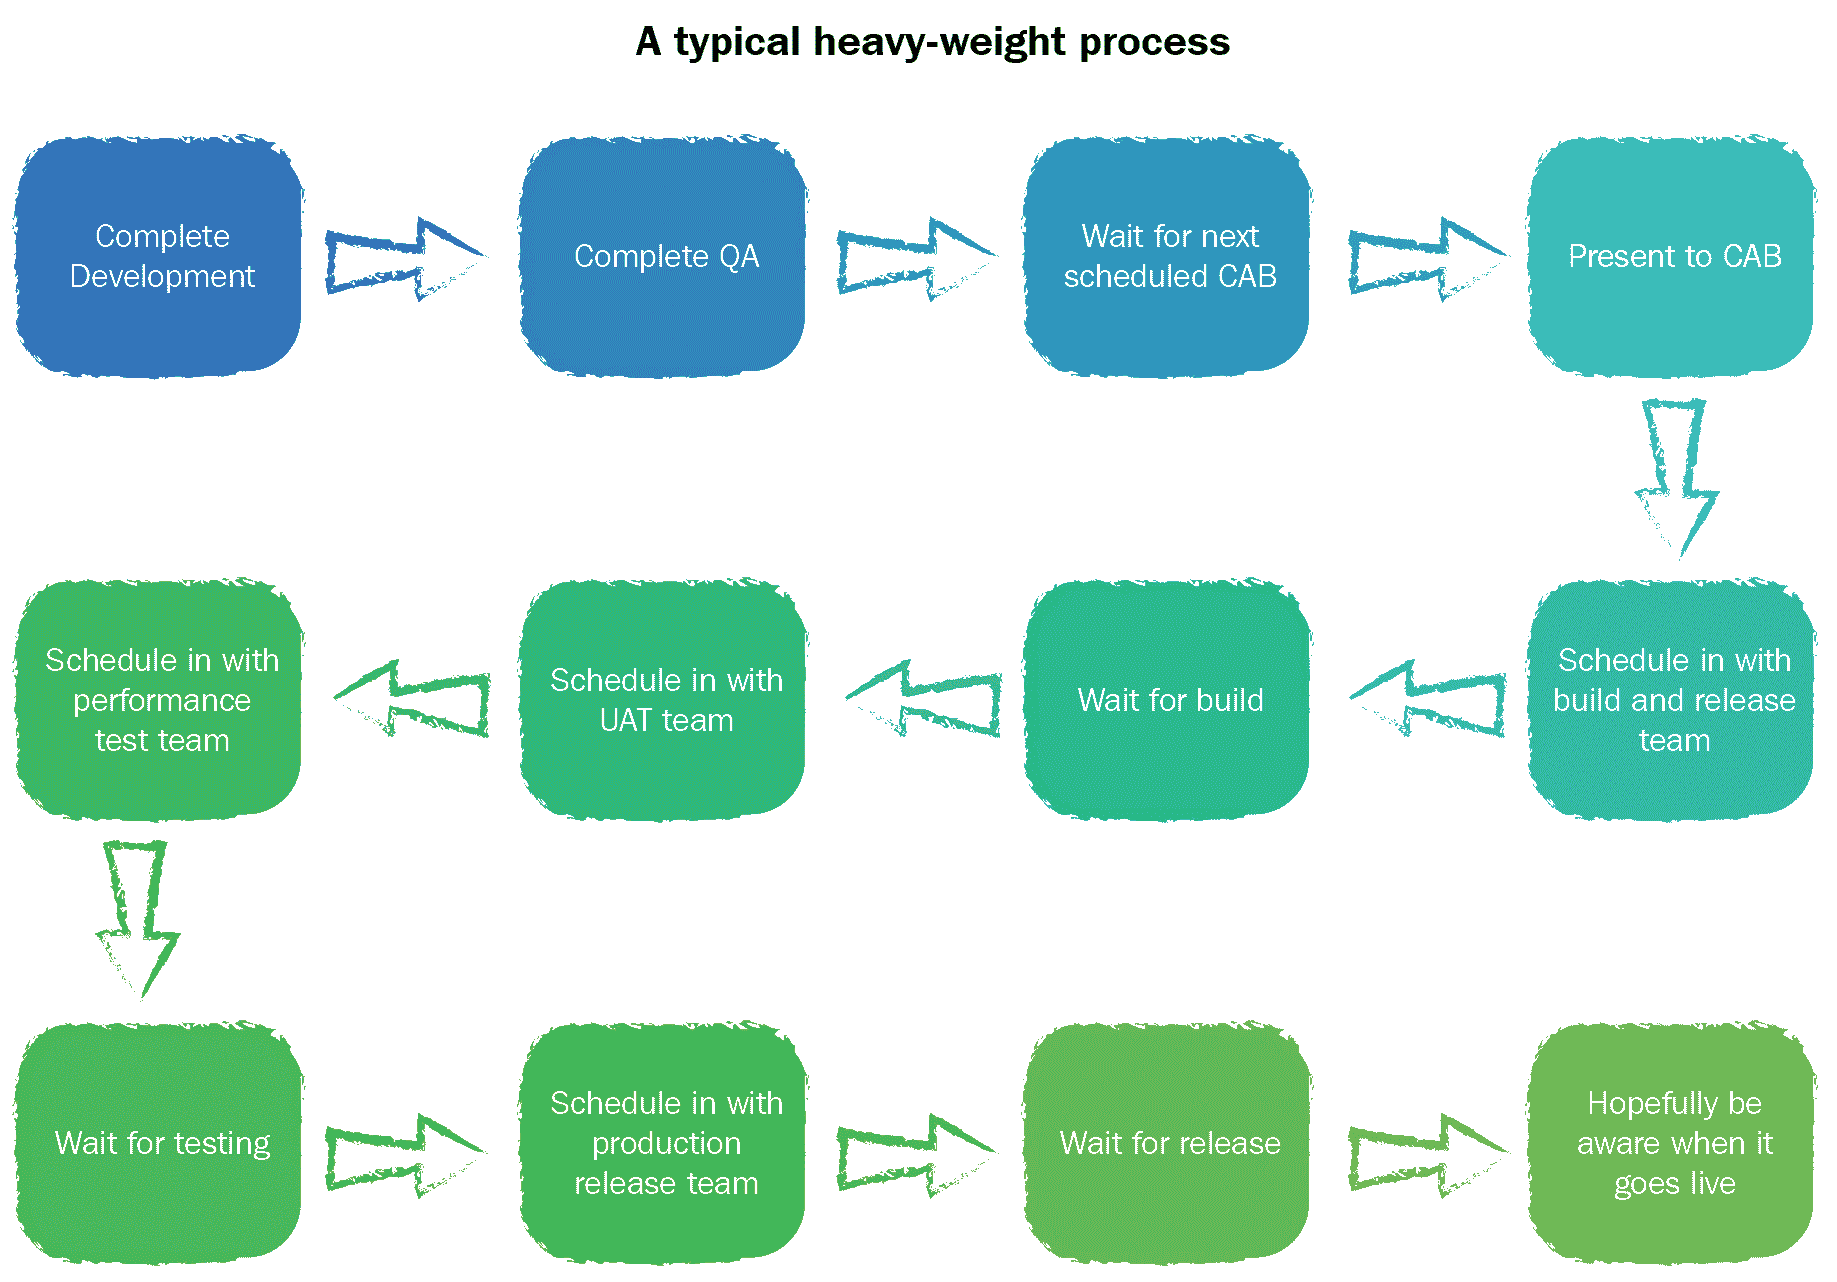 A typical heavy-weight process
Complete
Development
Complete QA
Wait for next
scheduled CAB
Present to CAB
Schedule in with
build and release
team
Wait for build
Schedule in with
UAT team
Schedule in with
performance
test team
Wait for testing
Schedule in with
production
release team
Wait for release
Hopefully be
aware when it
goes live